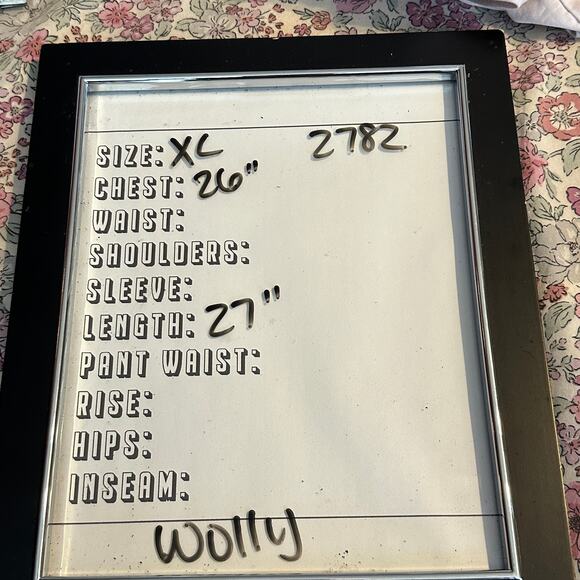 SIZE: XL 2782
CHEST: 26"
WAIST:
SHOULDERS:
SLEEVE:
LENGTH: 27"
PANT WAIST:
RISE:
HIPS:
INSEAM:
Wolly